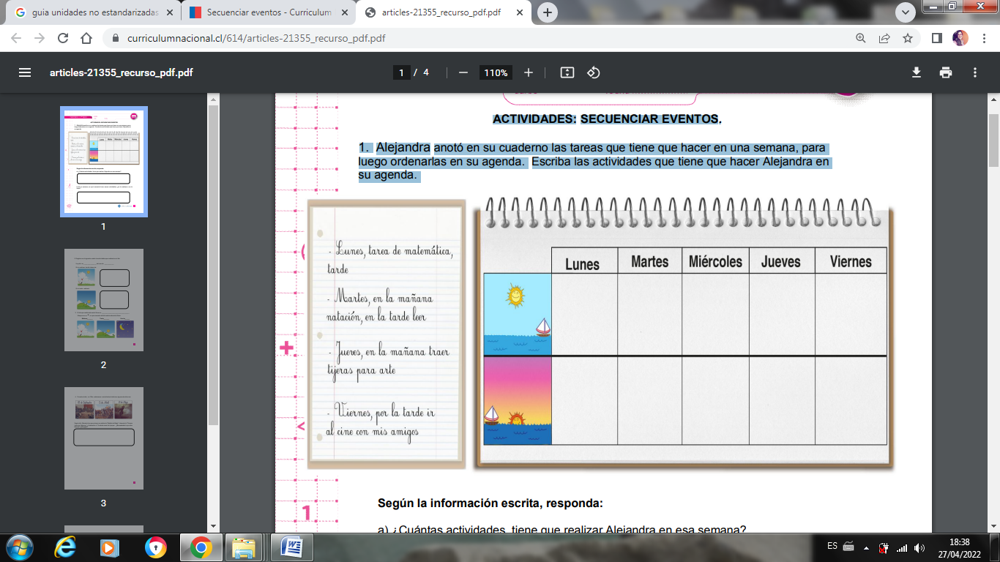 guia unidades no estandarizadas
Secuenciar eventos - Curriculum
articles-21355_recurso_pdf.pdf
curriculumnacional.cl/614/articles-21355_recurso_pdf.pdf
articles-21355_recurso_pdf.pdf
1 / 4
110%
ACTIVIDADES: SECUENCIAR EVENTOS.
1. Alejandra anotó en su cuaderno las tareas que tiene que hacer en una semana, para
luego ordenarlas en su agenda. Escriba las actividades que tiene que hacer Alejandra en
su agenda.
- Lunes, tarea de matemática,
tarde
- Martes, en la mañana
natación, en la tarde leer
- Jueves, en la mañana traer
tijeras para arte
- Viernes, por la tarde ir
al cine con mis amigos
Lunes Martes Miércoles Jueves Viernes
Según la información escrita, responda:
a) ¿Cuántas actividades, tiene que realizar Alejandra en esa semana?
1
2
3
1
ES
18:38
27/04/2022